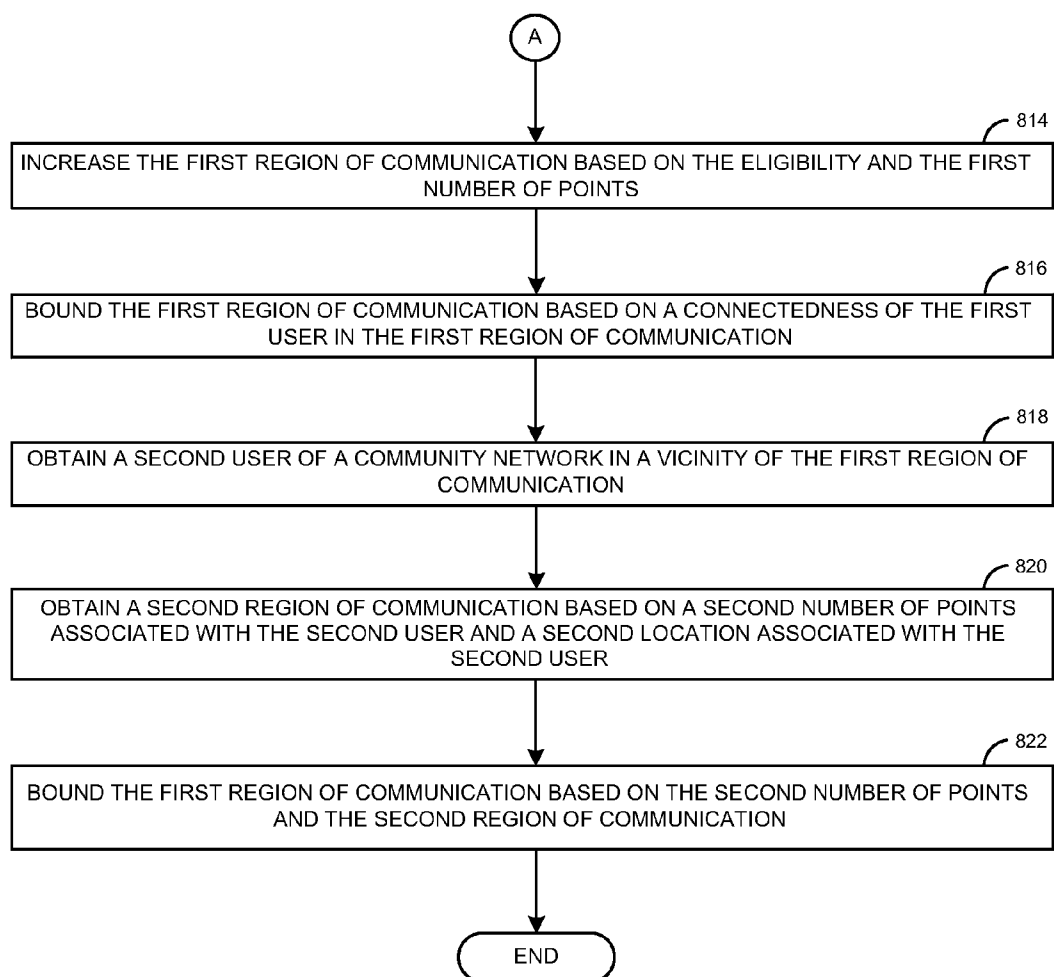 A
814
INCREASE THE FIRST REGION OF COMMUNICATION BASED ON THE ELIGIBILITY AND THE FIRST
NUMBER OF POINTS
816
BOUND THE FIRST REGION OF COMMUNICATION BASED ON A CONNECTEDNESS OF THE FIRST
USER IN THE FIRST REGION OF COMMUNICATION
818
OBTAIN A SECOND USER OF A COMMUNITY NETWORK IN A VICINITY OF THE FIRST REGION OF
COMMUNICATION
820
OBTAIN A SECOND REGION OF COMMUNICATION BASED ON A SECOND NUMBER OF POINTS
ASSOCIATED WITH THE SECOND USER AND A SECOND LOCATION ASSOCIATED WITH THE
SECOND USER
822
BOUND THE FIRST REGION OF COMMUNICATION BASED ON THE SECOND NUMBER OF POINTS
AND THE SECOND REGION OF COMMUNICATION
END